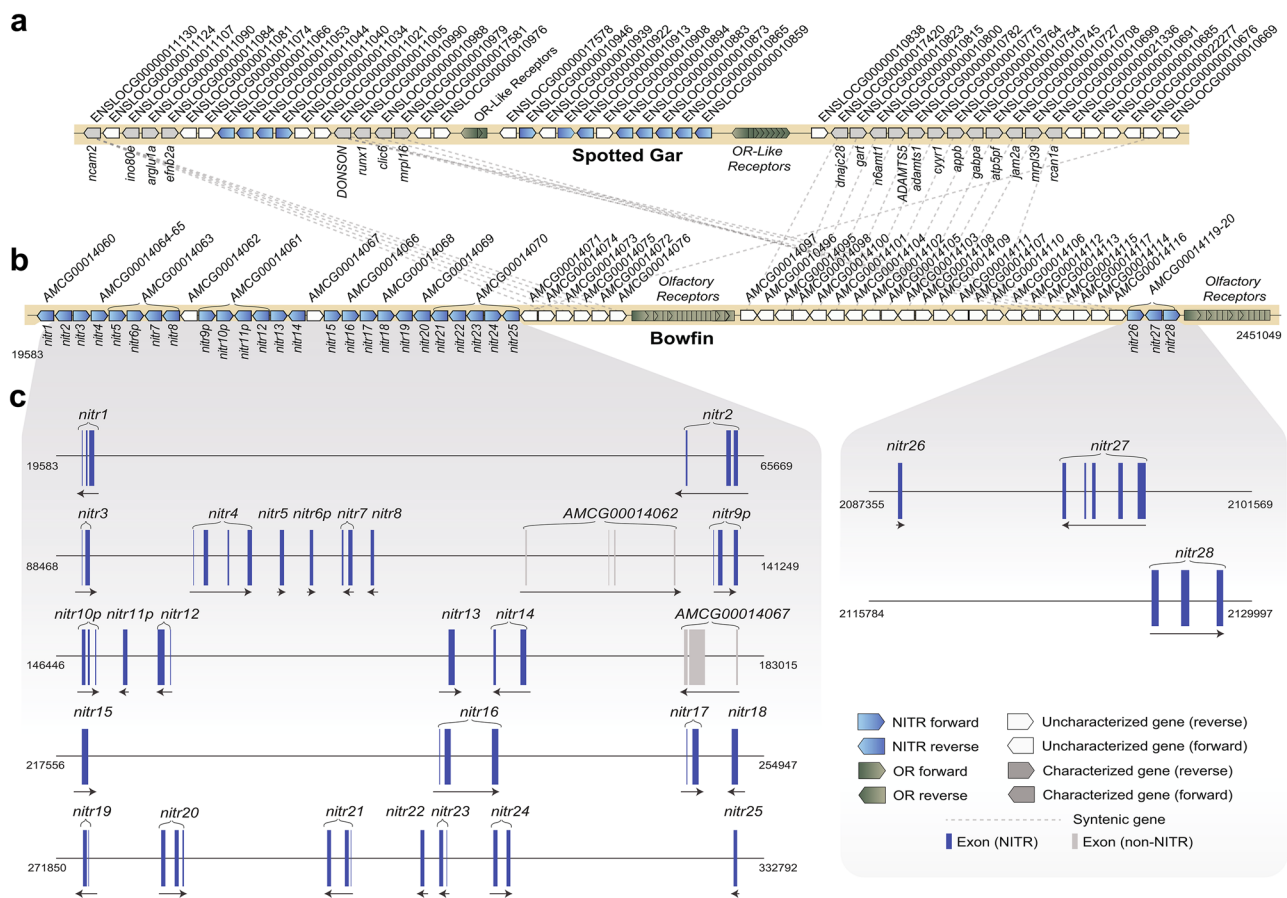 a
ENSLOCG00000011130
ENSLOCG00000011124
ENSLOCG00000011107
ENSLOCG00000011090
ENSLOCG00000011084
ENSLOCG00000011081
ENSLOCG00000011074
ENSLOCG00000011066
ENSLOCG00000011053
ENSLOCG00000011044
ENSLOCG00000011040
ENSLOCG00000011034
ENSLOCG00000011021
ENSLOCG00000011005
ENSLOCG00000010990
ENSLOCG00000010988
ENSLOCG00000010979
ENSLOCG00000017581
ENSLOCG00000010976
OR-Like Receptors
ENSLOCG00000017578
ENSLOCG00000010946
ENSLOCG00000010939
ENSLOCG00000010922
ENSLOCG00000010913
ENSLOCG00000010908
ENSLOCG00000010894
ENSLOCG00000010883
ENSLOCG00000010873
ENSLOCG00000010865
ENSLOCG00000010859
ENSLOCG00000010838
ENSLOCG00000017420
ENSLOCG00000010823
ENSLOCG00000010815
ENSLOCG00000010800
ENSLOCG00000010782
ENSLOCG00000010775
ENSLOCG00000010764
ENSLOCG00000010754
ENSLOCG00000010745
ENSLOCG00000010727
ENSLOCG00000010708
ENSLOCG00000010699
ENSLOCG00000021336
ENSLOCG00000010691
ENSLOCG00000010685
ENSLOCG00000022277
ENSLOCG00000010676
ENSLOCG00000010669
ncam2
ino80e
arglu1a
efnb2a
DONSON
runx1
clic6
mrpl16
Spotted Gar
OR-Like
Receptors
dnajc28
gart
n6amt1
ADAMTS5
adamts1
cyyr1
appb
gabpa
atp5pf
jam2a
mrpl39
rcan1a
b
AMCG00014060
AMCG00014064-65
AMCG00014063
AMCG00014062
AMCG00014061
AMCG00014067
AMCG00014066
AMCG00014068
AMCG00014069
AMCG00014070
AMCG00014071
AMCG00014074
AMCG00014073
AMCG00014075
AMCG00014076
Olfactory
Receptors
AMCG00014097
AMCG00010496
AMCG00014095
AMCG00014098
AMCG00014100
AMCG00014101
AMCG00014104
AMCG00014102
AMCG00014105
AMCG00014103
AMCG00014108
AMCG00014109
AMCG00014111
AMCG00014107
AMCG00014110
AMCG00014106
AMCG00014112
AMCG00014113
AMCG00014115
AMCG00014117
AMCG00014114
AMCG00014116
AMCG00014119-20
Olfactory
Receptors
nitr1
nitr2
nitr3
nitr4
nitr5
nitr6p
nitr7
nitr8
nitr9p
nitr10p
nitr11p
nitr12
nitr13
nitr14
nitr15
nitr16
nitr17
nitr18
nitr19
nitr20
nitr21
nitr22
nitr23
nitr24
nitr25
Bowfin
nitr26
nitr27
nitr28
19583
2451049
c
nitr1
nitr2
19583
65669
nitr3
nitr4
nitr5
nitr6p
nitr7
nitr8
AMCG00014062
nitr9p
88468
141249
nitr10p
nitr11p
nitr12
nitr13
nitr14
AMCG00014067
146446
183015
nitr15
nitr16
nitr17
nitr18
217556
254947
nitr19
nitr20
nitr21
nitr22
nitr23
nitr24
nitr25
271850
332792
nitr26
nitr27
2087355
2101569
nitr28
2115784
2129997
NITR forward
NITR reverse
OR forward
OR reverse
Uncharacterized gene (reverse)
Uncharacterized gene (forward)
Characterized gene (reverse)
Characterized gene (forward)
Syntenic gene
Exon (NITR)
Exon (non-NITR)